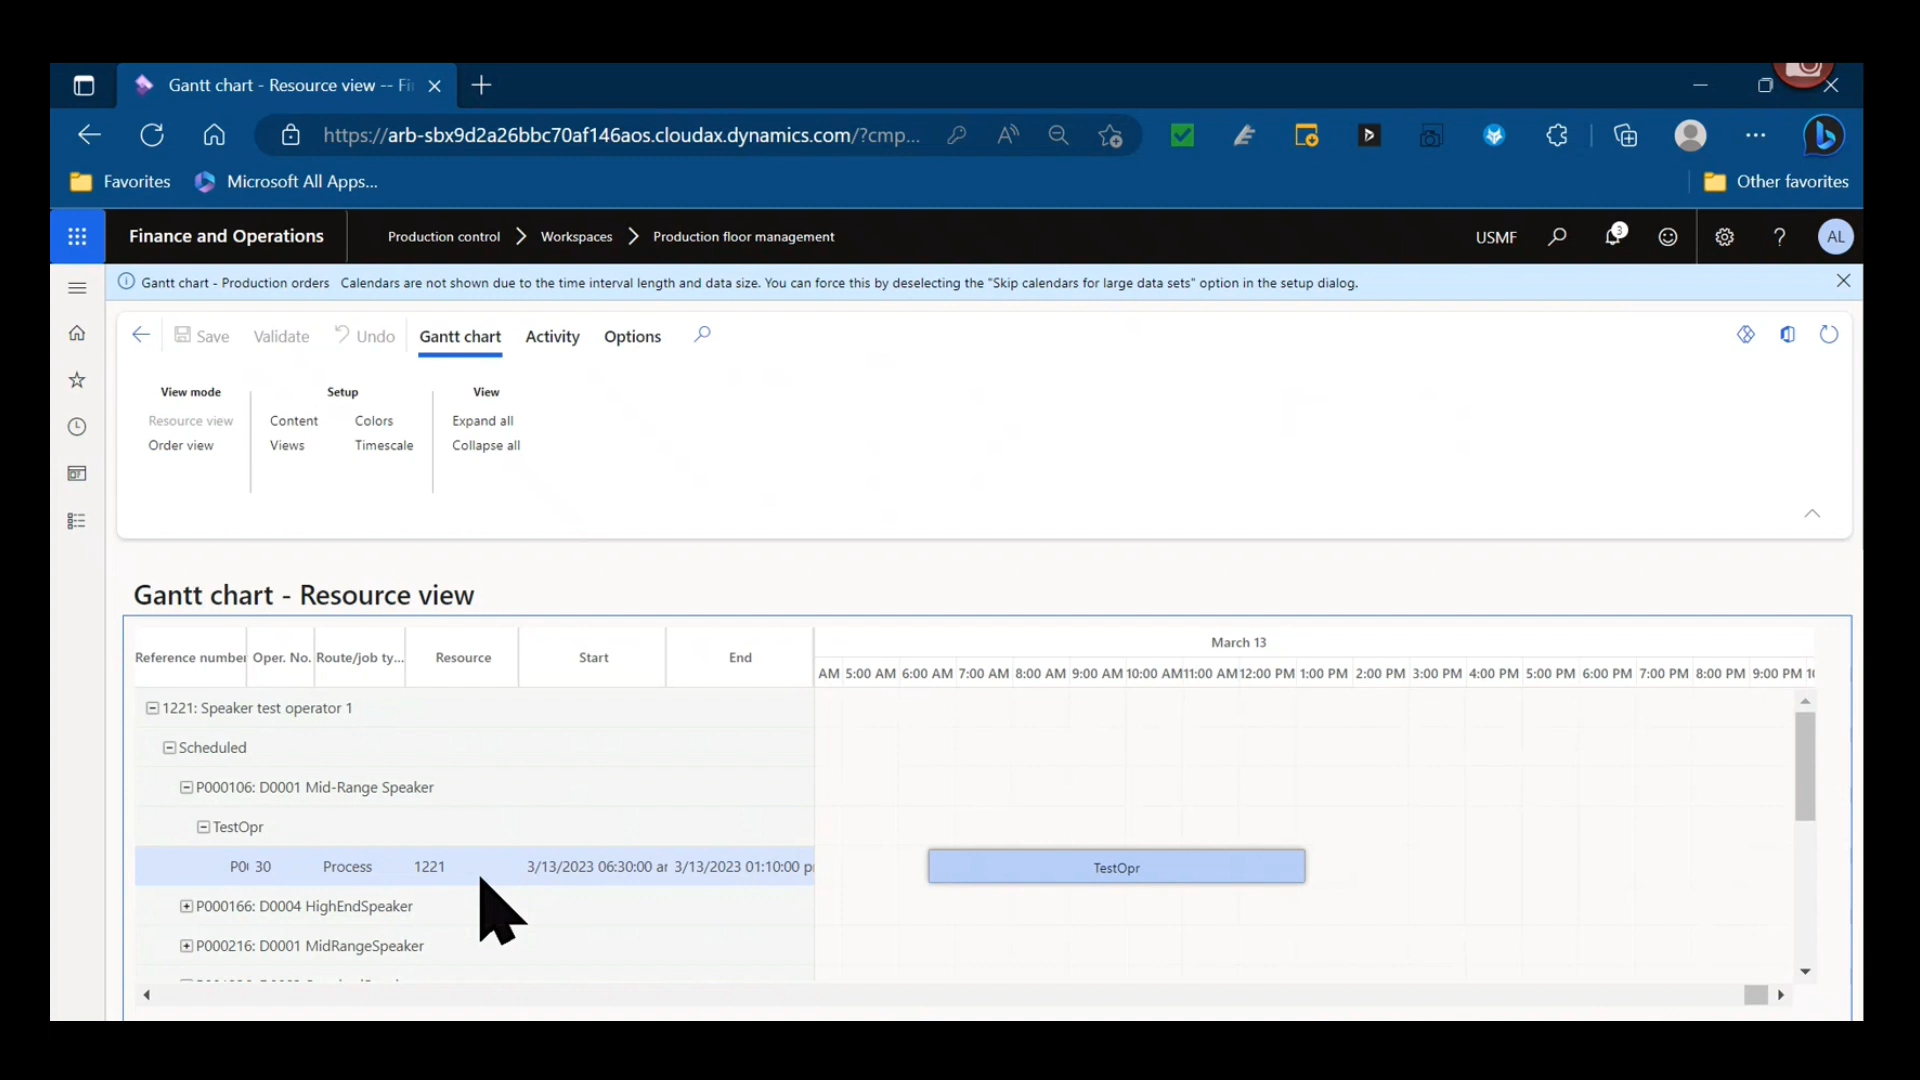 Gantt chart - Resource view -- Fi
https://arb-sbx9d2a26bbc70af146aos.cloudax.dynamics.com/?cmp...
Favorites Microsoft All Apps... Other favorites
Finance and Operations Production control Workspaces Production floor management USMF 3 ? AL
Gantt chart - Production orders Calendars are not shown due to the time interval length and data size. You can force this by deselecting the "Skip calendars for large data sets" option in the setup dialog.
Save Validate Undo Gantt chart Activity Options
View mode Setup View
Resource view Content Colors Expand all
Order view Views Timescale Collapse all
Gantt chart - Resource view
March 13
Reference number Oper. No. Route/job ty... Resource Start End
AM 5:00 AM 6:00 AM 7:00 AM 8:00 AM 9:00 AM 10:00 AM 11:00 AM 12:00 PM 1:00 PM 2:00 PM 3:00 PM 4:00 PM 5:00 PM 6:00 PM 7:00 PM 8:00 PM 9:00 PM 10
1221: Speaker test operator 1
Scheduled
P000106: D0001 Mid-Range Speaker
TestOpr
P00 30 Process 1221 3/13/2023 06:30:00 am 3/13/2023 01:10:00 p TestOpr
P000166: D0004 HighEndSpeaker
P000216: D0001 MidRangeSpeaker